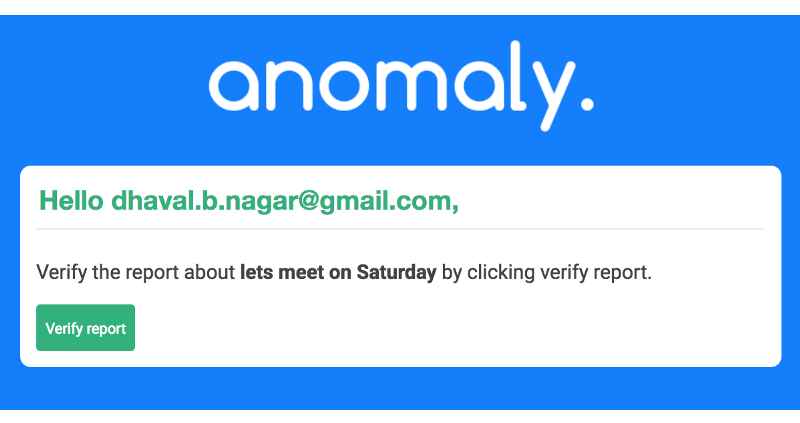 anomaly.
Hello dhaval.b.nagar@gmail.com,
Verify the report about lets meet on Saturday by clicking verify report.
Verify report